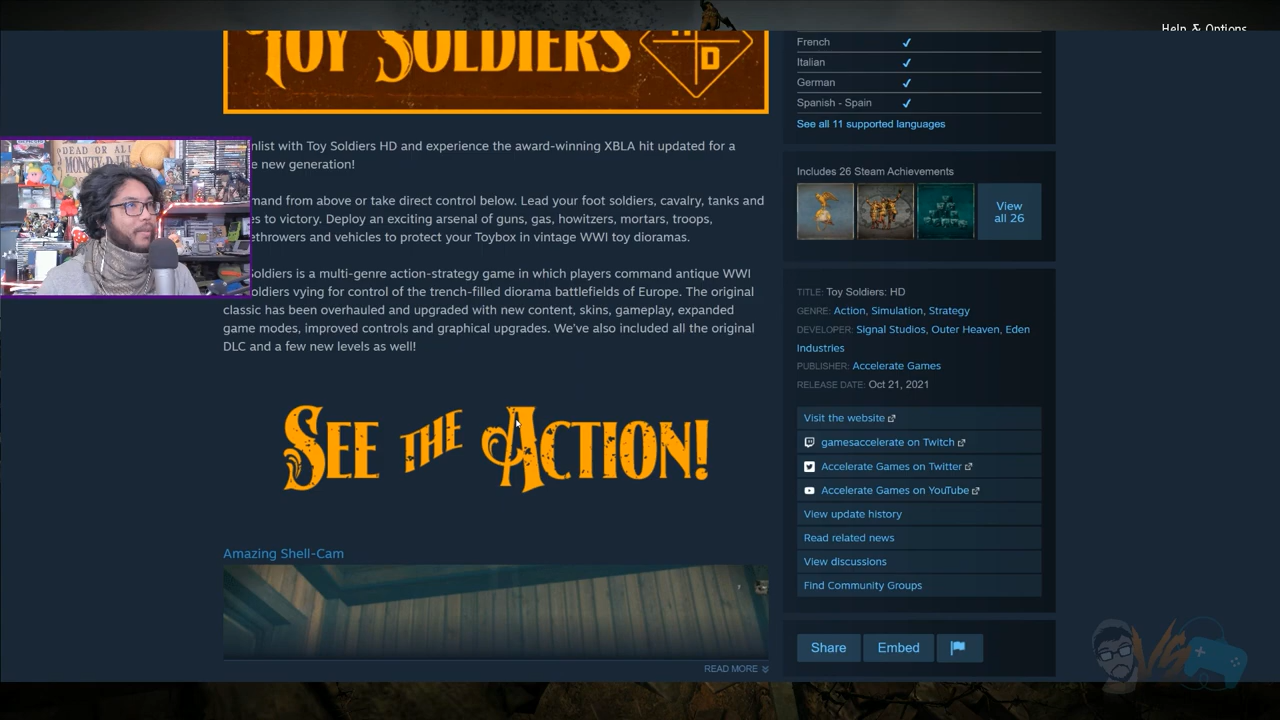 Help & Options
TOY SOLDIERS
HD
nlist with Toy Soldiers HD and experience the award-winning XBLA hit updated for a
new generation!
mand from above or take direct control below. Lead your foot soldiers, cavalry, tanks and
es to victory. Deploy an exciting arsenal of guns, gas, howitzers, mortars, troops,
ethrowers and vehicles to protect your Toybox in vintage WWI toy dioramas.
Soldiers is a multi-genre action-strategy game in which players command antique WWI
oldiers vying for control of the trench-filled diorama battlefields of Europe. The original
classic has been overhauled and upgraded with new content, skins, gameplay, expanded
game modes, improved controls and graphical upgrades. We've also included all the original
DLC and a few new levels as well!
SEE THE ACTION!
Amazing Shell-Cam
READ MORE
French
Italian
German
Spanish - Spain
See all 11 supported languages
Includes 26 Steam Achievements
View
all 26
TITLE: Toy Soldiers: HD
GENRE: Action, Simulation, Strategy
DEVELOPER: Signal Studios, Outer Heaven, Eden
Industries
PUBLISHER: Accelerate Games
RELEASE DATE: Oct 21, 2021
Visit the website
gamesaccelerate on Twitch
Accelerate Games on Twitter
Accelerate Games on YouTube
View update history
Read related news
View discussions
Find Community Groups
Share
Embed
DEAD OR ALI
VS